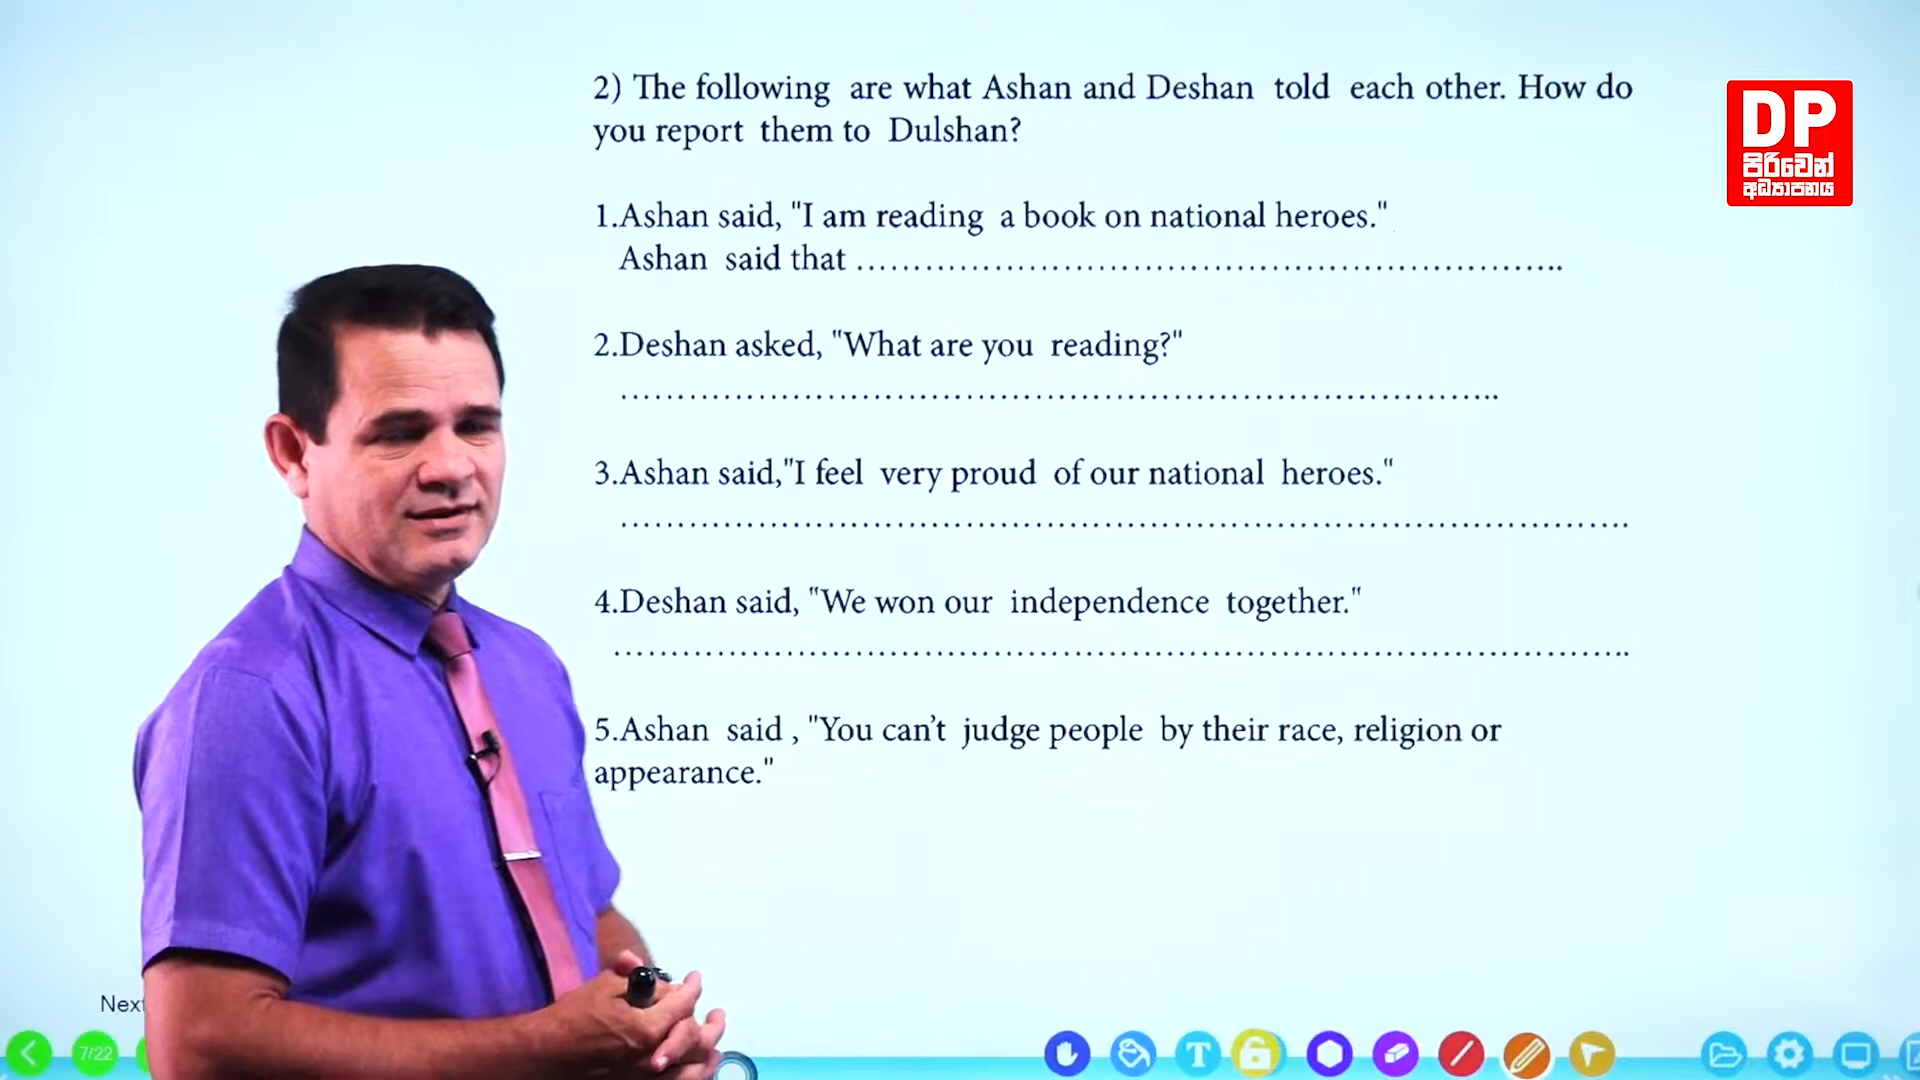 2) The following are what Ashan and Deshan told each other. How do
you report them to Dulshan?
DP
පිරිවෙන්
අධ්‍යාපනය
1.Ashan said, "I am reading a book on national heroes."
Ashan said that ……………………………………………………………..
2.Deshan asked, "What are you reading?"
…………………………………………………………………………..
3.Ashan said,"I feel very proud of our national heroes."
………………………………………………………………………………….
4.Deshan said, "We won our independence together."
…………………………………………………………………………………..
5.Ashan said , "You can’t judge people by their race, religion or
appearance."
Next
7/22
T